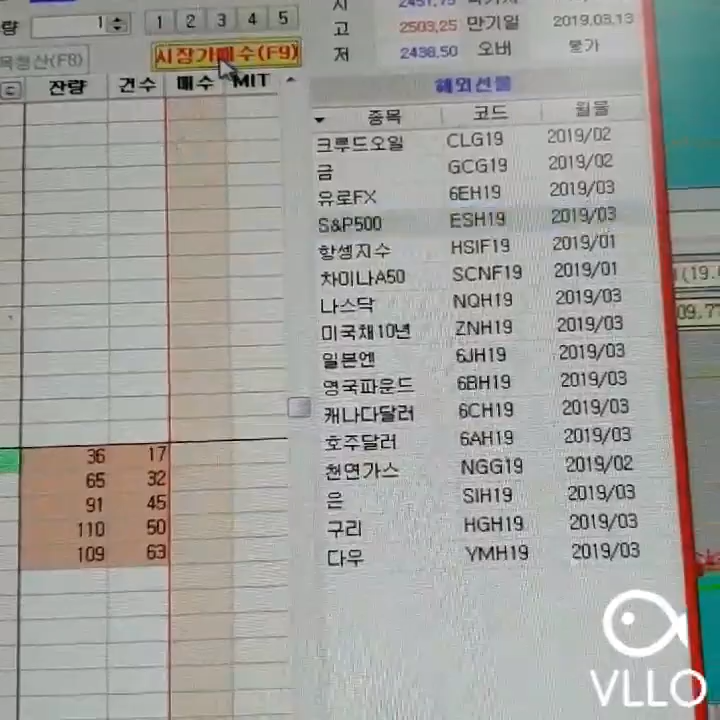 량 1 1 2 3 4 5
고 2503,25 만기일 2019.03.13
저 2438,50 오버 불가
시장가매수(F9)
잔량 건수 매수 MIT
해외선물
종목 코드 월물
크루드오일 CLG19 2019/02
금 GCG19 2019/02
유로FX 6EH19 2019/03
S&P500 ESH19 2019/03
항셍지수 HSIF19 2019/01
차이나A50 SCNF19 2019/01
나스닥 NQH19 2019/03
미국채10년 ZNH19 2019/03
일본엔 6JH19 2019/03
영국파운드 6BH19 2019/03
캐나다달러 6CH19 2019/03
호주달러 6AH19 2019/03
천연가스 NGG19 2019/02
은 SIH19 2019/03
구리 HGH19 2019/03
다우 YMH19 2019/03
36 17
65 32
91 45
110 50
109 63
VLLO